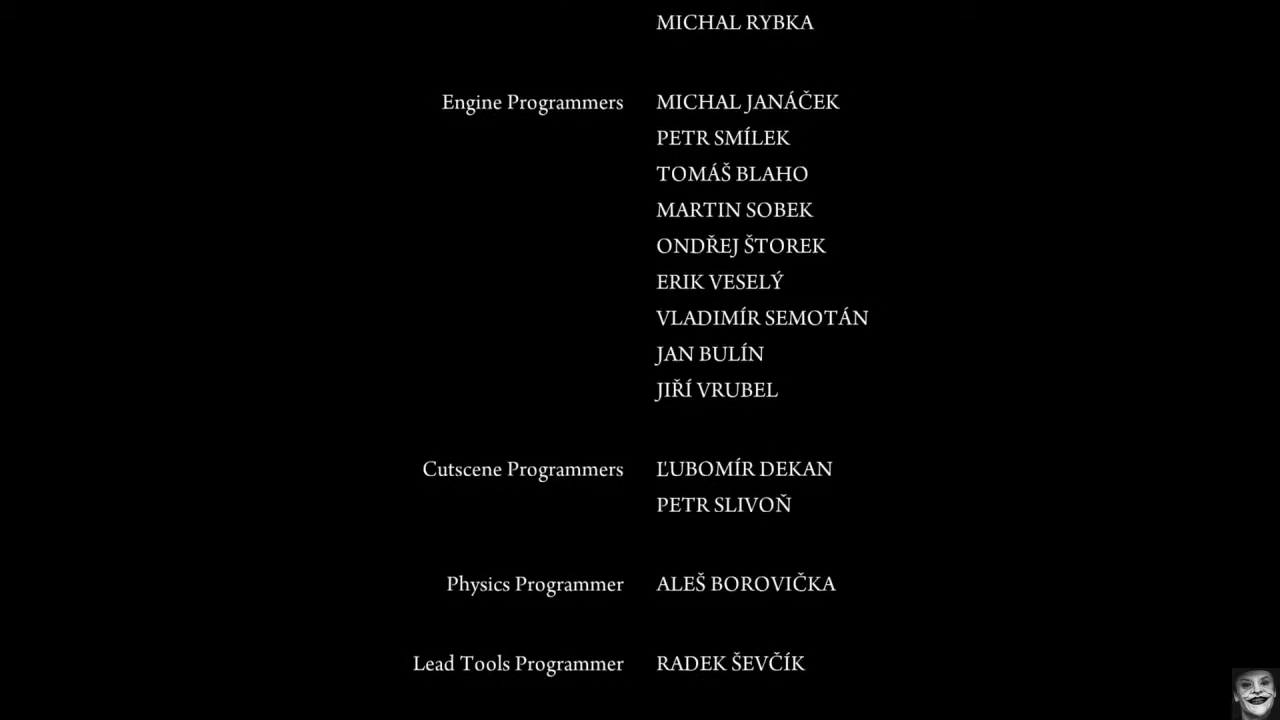 MICHAL RYBKA
Engine Programmers MICHAL JANÁČEK
PETR SMÍLEK
TOMÁŠ BLAHO
MARTIN SOBEK
ONDŘEJ ŠTOREK
ERIK VESELÝ
VLADIMÍR SEMOTÁN
JAN BULÍN
JIŘÍ VRUBEL
Cutscene Programmers ĽUBOMÍR DEKAN
PETR SLIVOŇ
Physics Programmer ALEŠ BOROVIČKA
Lead Tools Programmer RADEK ŠEVČÍK